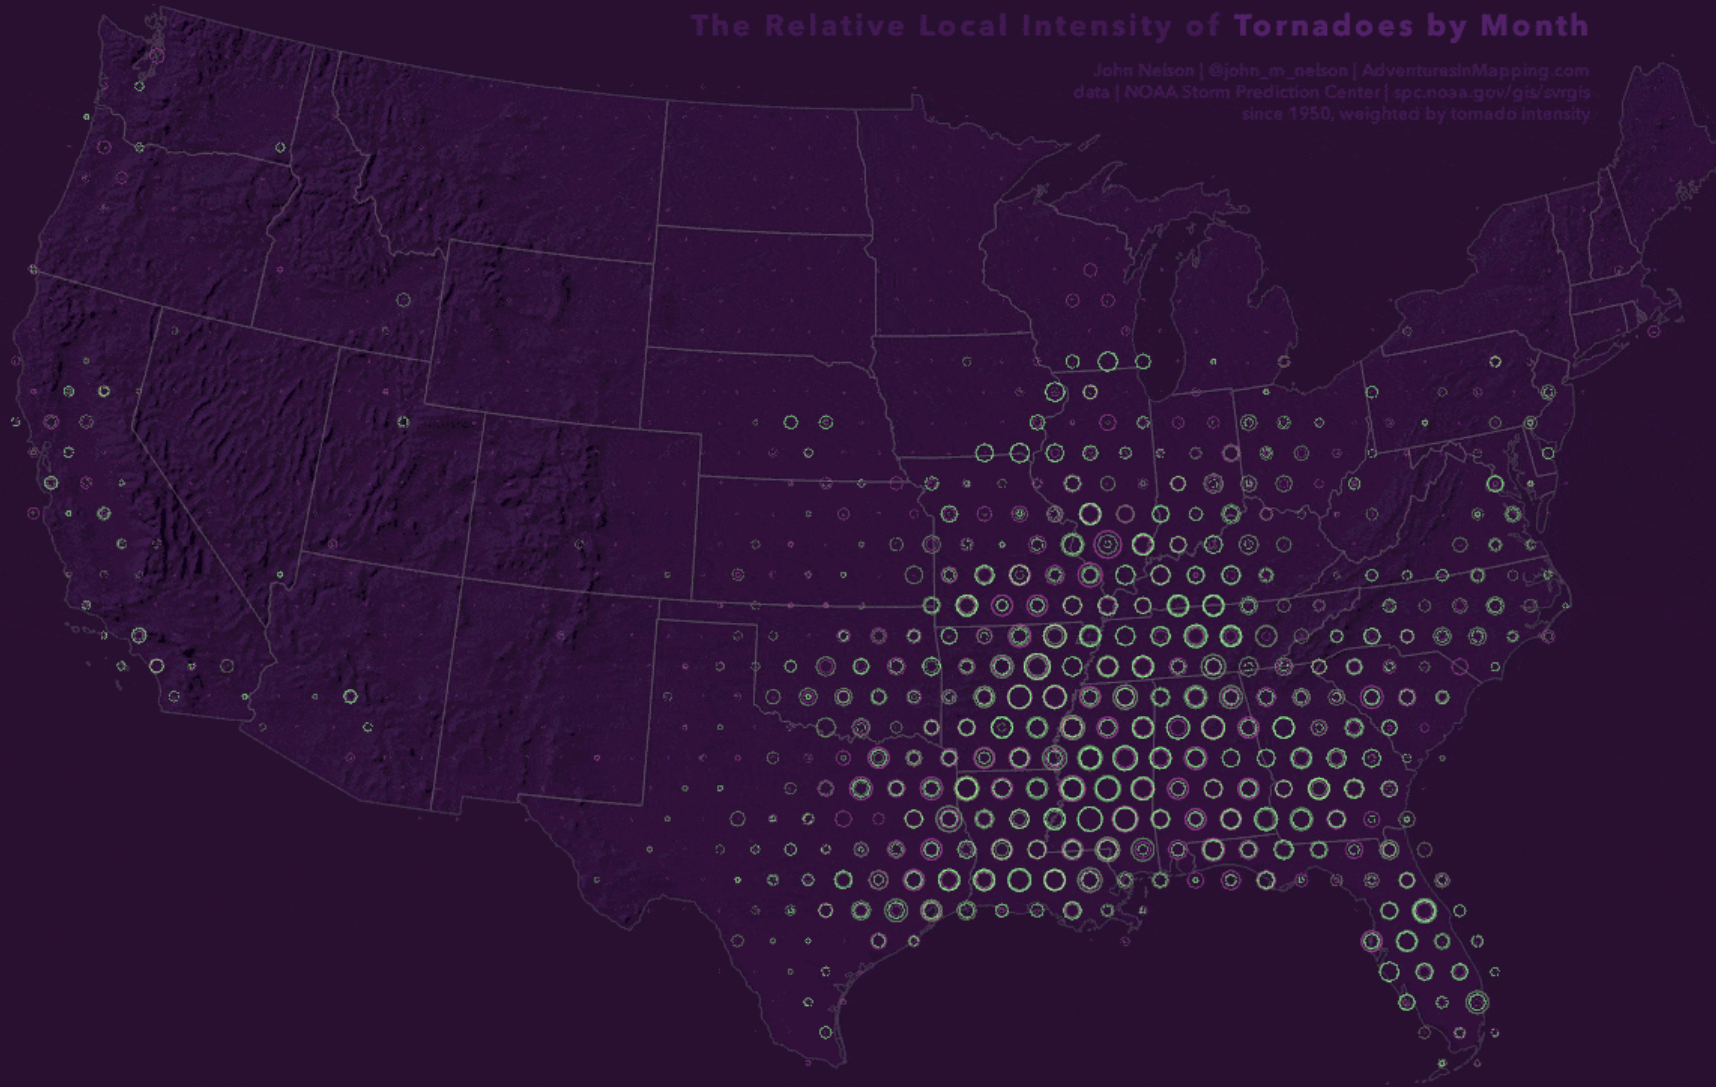 The Relative Local Intensity of Tornadoes by Month
John Nelson | @john_m_nelson | AdventuresInMapping.com
data | NOAA Storm Prediction Center | spc.noaa.gov/gis/svrgis
since 1950, weighted by tornado intensity